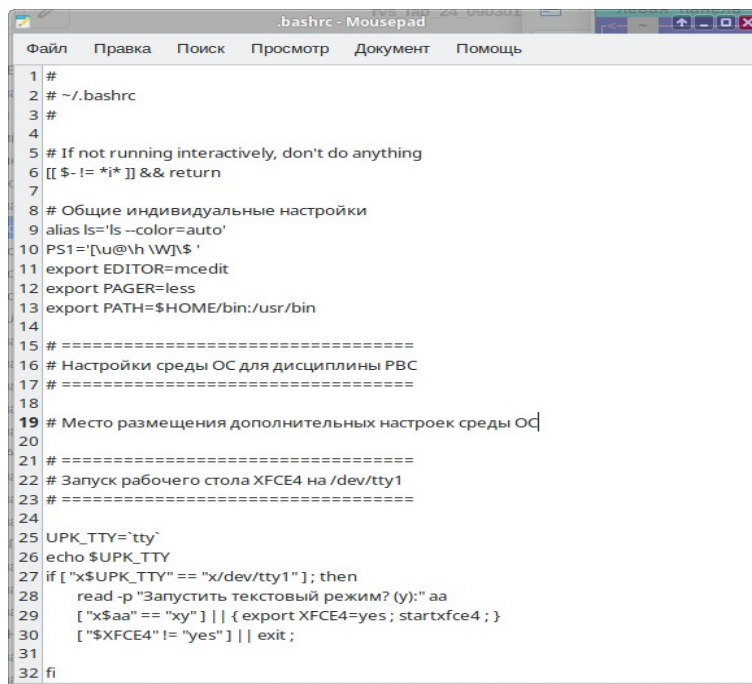 rvs_lab_24_090301
левая панель
.bashrc - Mousepad
Файл Правка Поиск Просмотр Документ Помощь
1 #
2 # ~/.bashrc
3 #
4
5 # If not running interactively, don't do anything
6 [[ $- != *i* ]] && return
7
8 # Общие индивидуальные настройки
9 alias ls='ls --color=auto'
10 PS1='[\u@\h \W]\$ '
11 export EDITOR=mcedit
12 export PAGER=less
13 export PATH=$HOME/bin:/usr/bin
14
15 # ==================================
16 # Настройки среды ОС для дисциплины РВС
17 # ==================================
18
19 # Место размещения дополнительных настроек среды ОС
20
21 # ==================================
22 # Запуск рабочего стола XFCE4 на /dev/tty1
23 # ==================================
24
25 UPK_TTY=`tty`
26 echo $UPK_TTY
27 if [ "x$UPK_TTY" == "x/dev/tty1" ] ; then
28 read -p "Запустить текстовый режим? (y):" aa
29 [ "x$aa" == "xy" ] || { export XFCE4=yes ; startxfce4 ; }
30 [ "$XFCE4" != "yes" ] || exit ;
31
32 fi